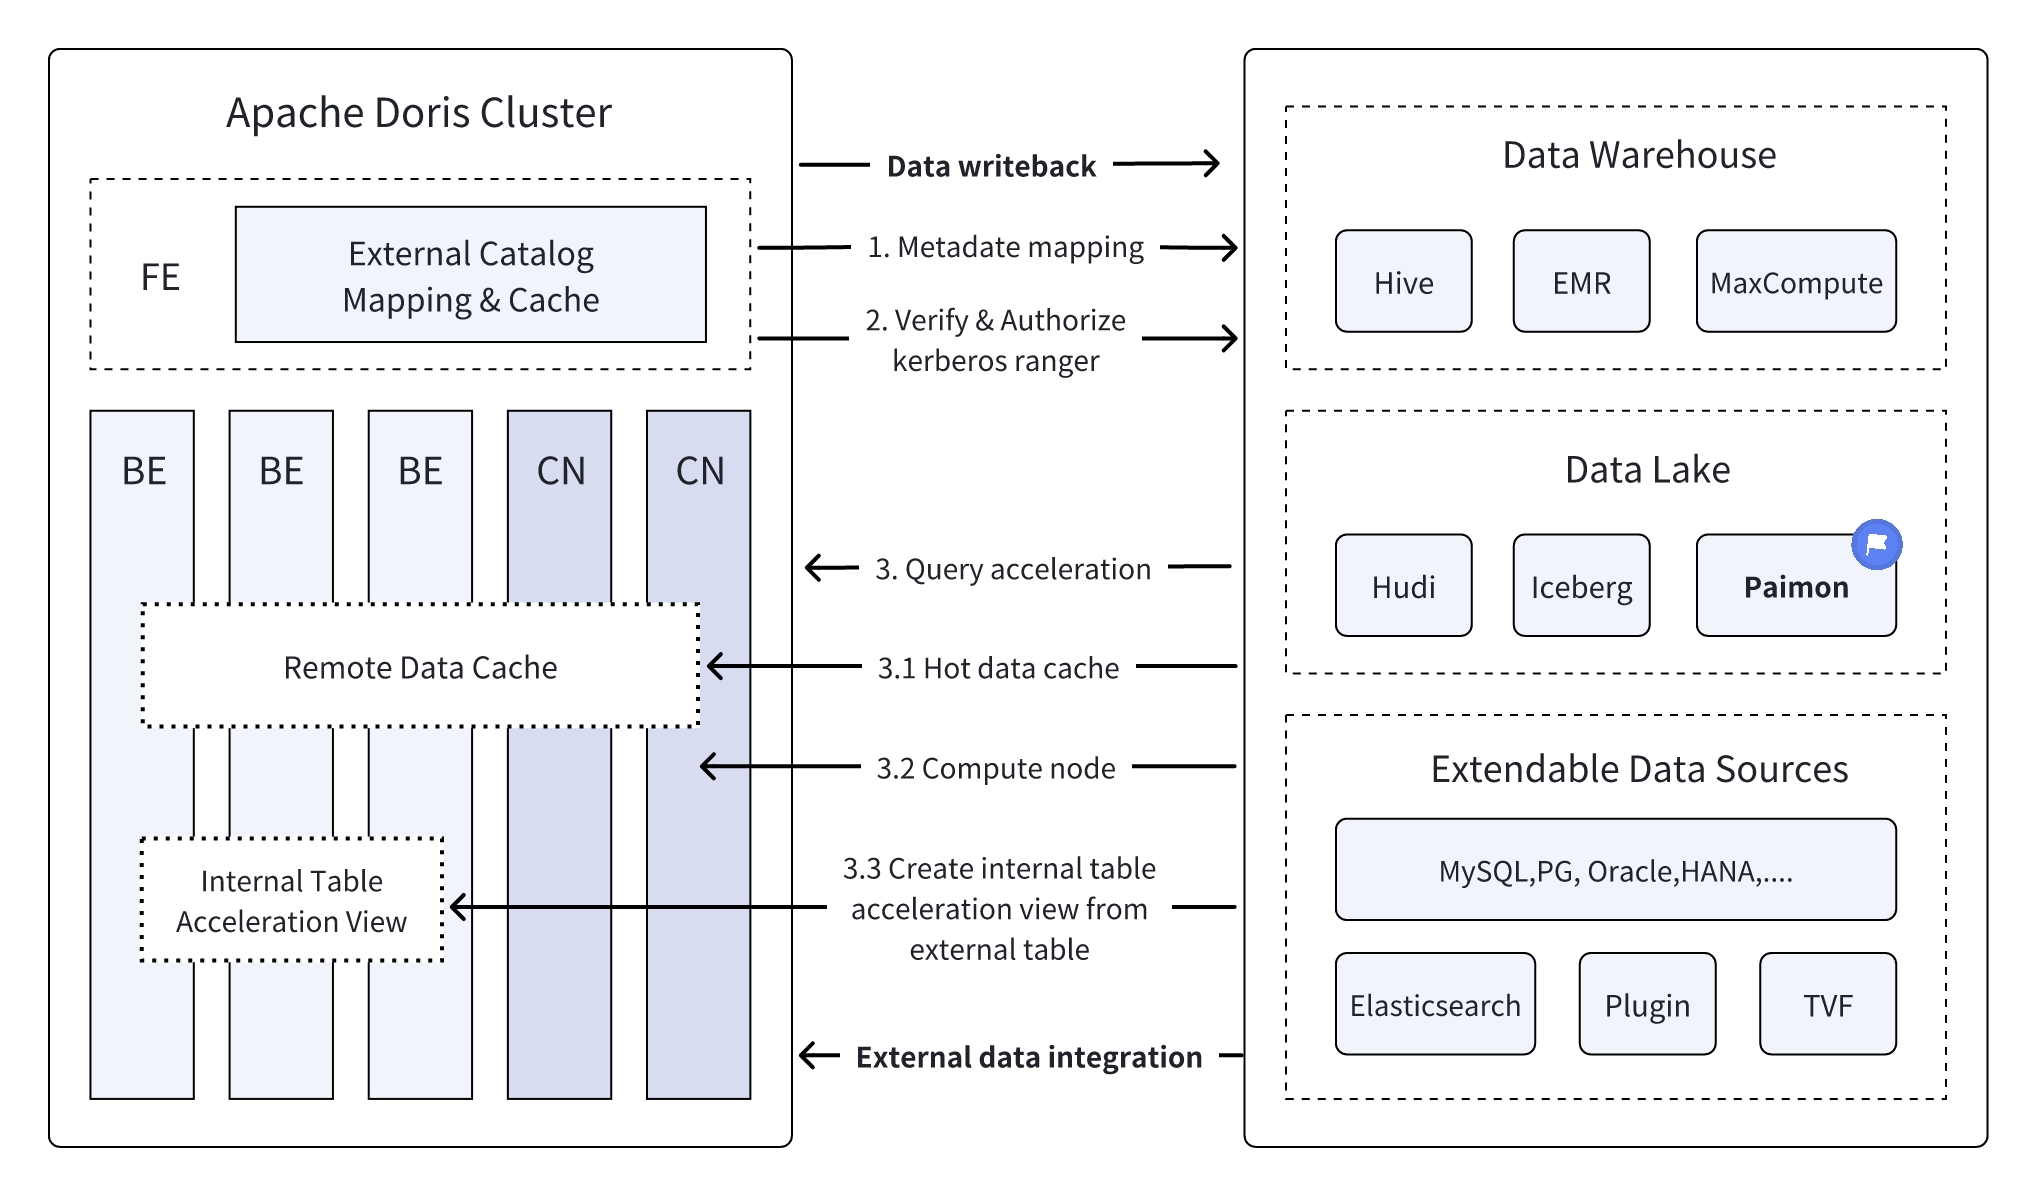 Apache Doris Cluster
FE
External Catalog
Mapping & Cache
BE
BE
BE
CN
CN
Remote Data Cache
Internal Table
Acceleration View
Data writeback
1. Metadate mapping
2. Verify & Authorize
kerberos ranger
3. Query acceleration
3.1 Hot data cache
3.2 Compute node
3.3 Create internal table
acceleration view from
external table
External data integration
Data Warehouse
Hive
EMR
MaxCompute
Data Lake
Hudi
Iceberg
Paimon
Extendable Data Sources
MySQL,PG, Oracle,HANA,....
Elasticsearch
Plugin
TVF